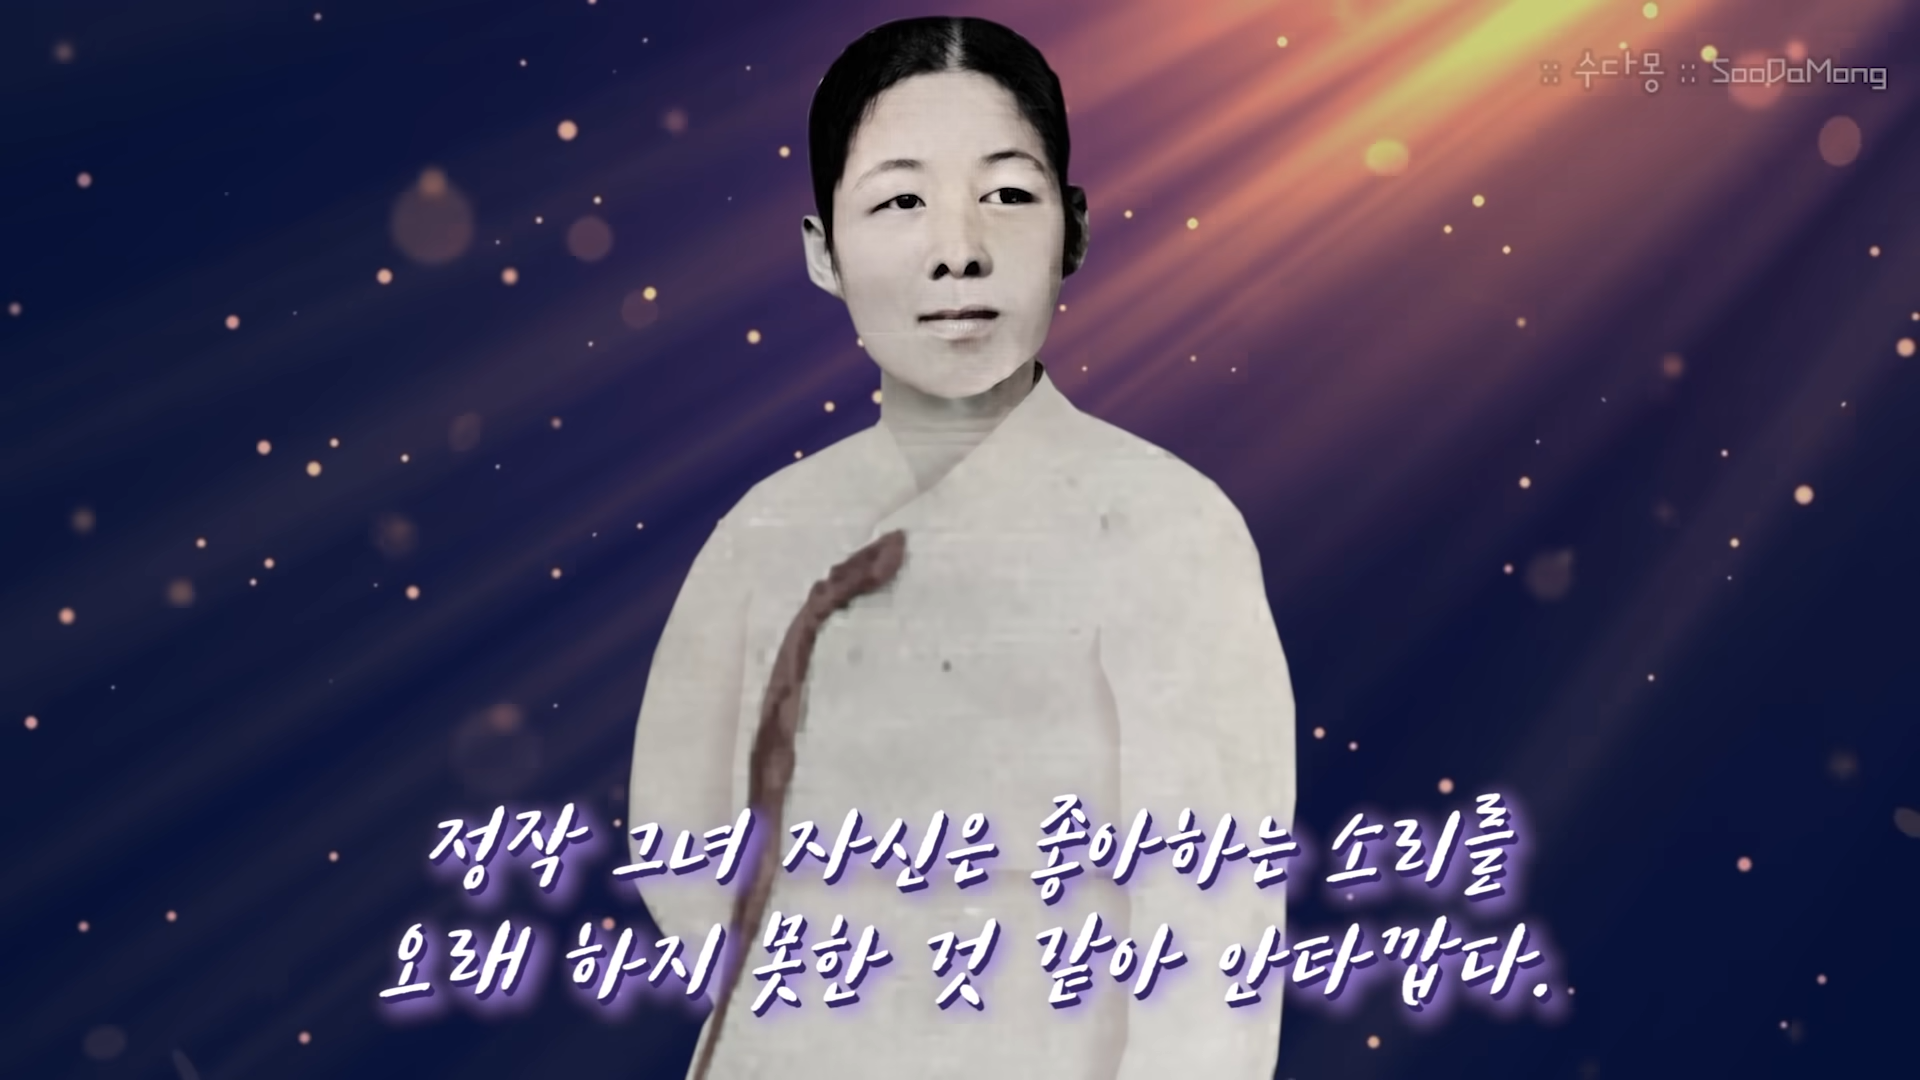 :: 수다몽 :: SooDaMong
정작 그녀 자신은 좋아하는 소리를
오래 하지 못한 것 같아 안타깝다.